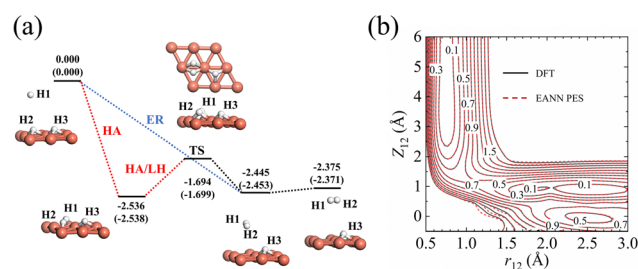 (a)
0.000
(0.000)
H1
H2 H3
HA
ER
H1
H2 H3
HA/LH
TS
-1.694
(-1.699)
-2.536
(-2.538)
H1
H2 H3
-2.445
(-2.453)
H1
H2
H3
-2.375
(-2.371)
H1 H2
H3
(b)
Z12 (Å)
6
5
4
3
2
1
0
0.5 1.0 1.5 2.0 2.5 3.0
r12 (Å)
DFT
EANN PES
0.1
0.3
0.5
0.7
0.9
1.5
0.7
0.1
0.1
0.3
0.5
0.5
0.7
0.9